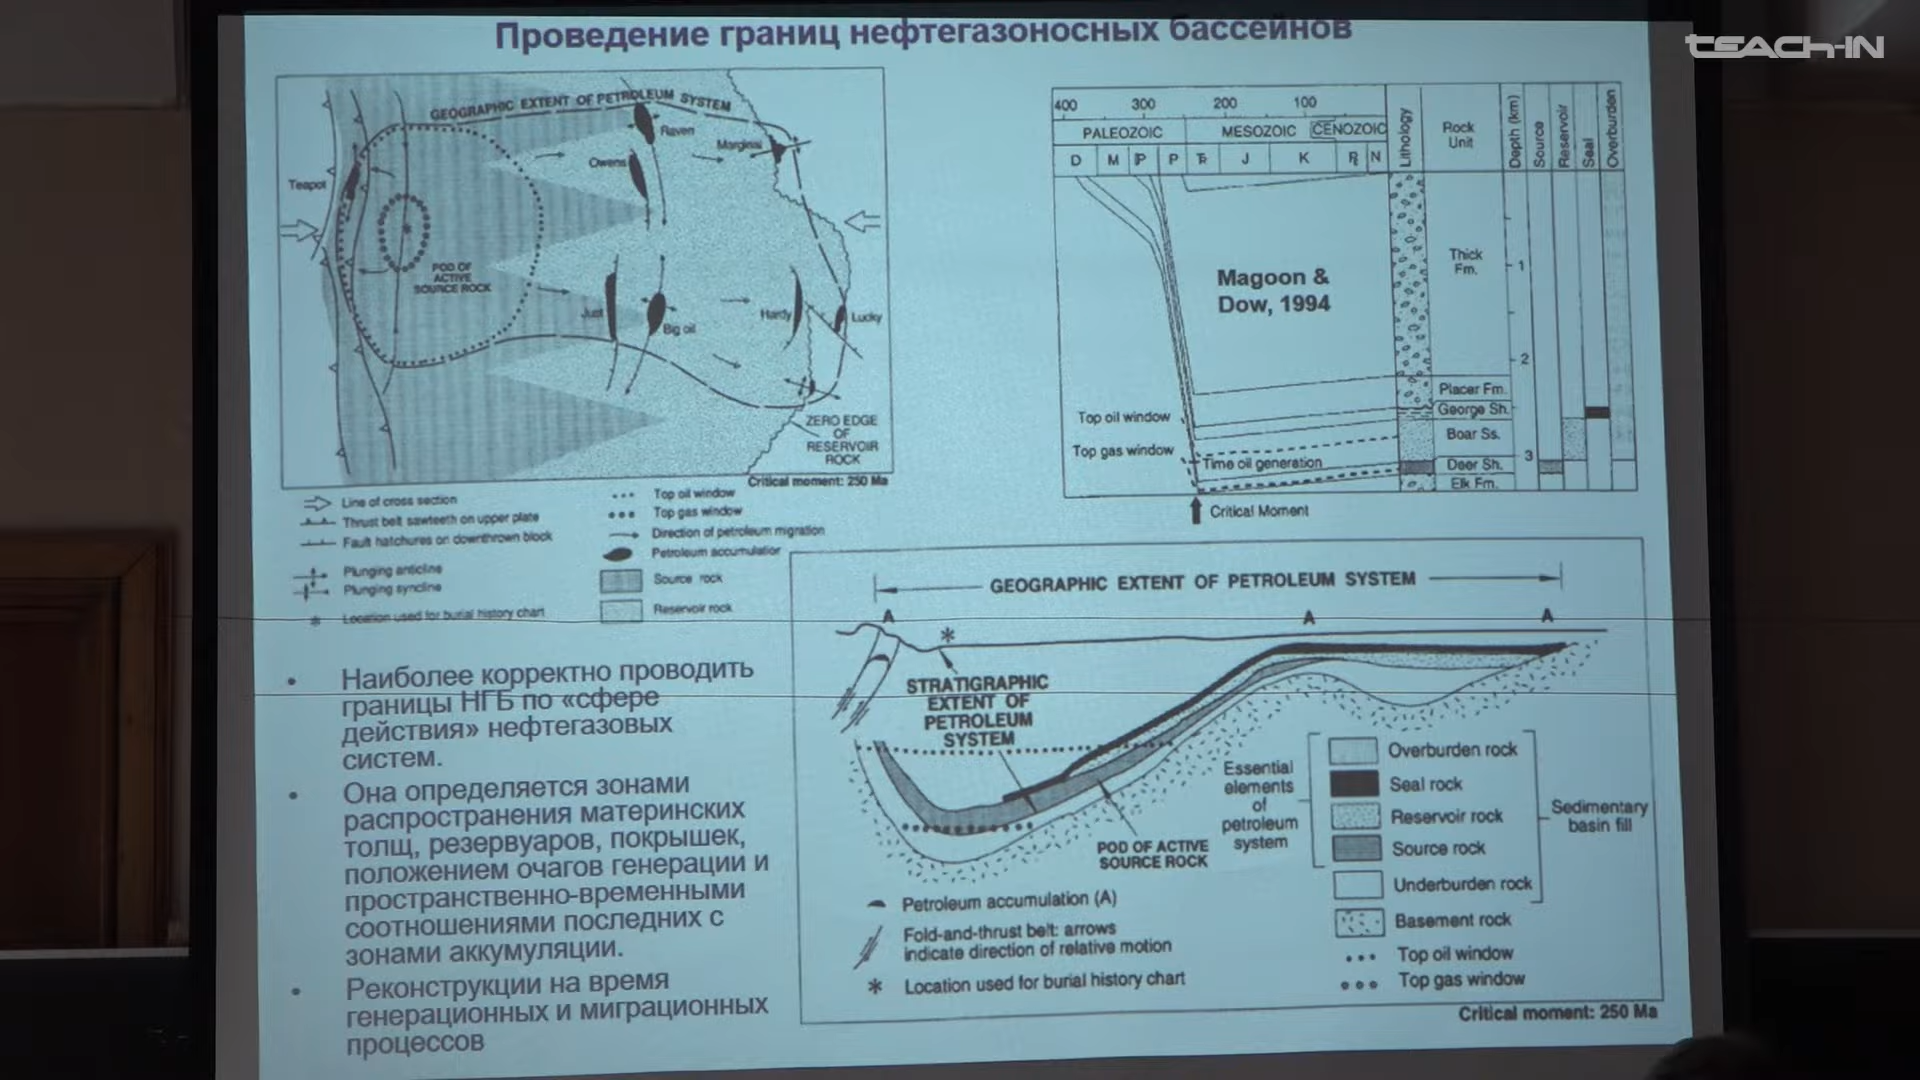 Проведение границ нефтегазоносных бассейнов
TEACH-IN
GEOGRAPHIC EXTENT OF PETROLEUM SYSTEM
Raven
Marginal
Owens
Teapot
POD OF
ACTIVE
SOURCE ROCK
Just
Big oil
Hardy
Lucky
ZERO EDGE
OF
RESERVOIR
ROCK
Critical moment: 250 Ma
Line of cross section
Thrust belt sawteeth on upper plate
Fault hatchures on downthrown block
Plunging anticline
Plunging syncline
* Location used for burial history chart
Top oil window
Top gas window
Direction of petroleum migration
Petroleum accumulation
Source rock
Reservoir rock
400 300 200 100
PALEOZOIC MESOZOIC CENOZOIC
D M P P Tr J K N
Lithology
Rock
Unit
Depth (km)
Source
Reservoir
Seal
Overburden
Magoon &
Dow, 1994
Thick
Fm.
1
2
3
Placer Fm.
George Sh.
Boar Ss.
Deer Sh.
Elk Fm.
Top oil window
Top gas window
Time oil generation
Critical Moment
• Наиболее корректно проводить
границы НГБ по «сфере
действия» нефтегазовых
систем.
• Она определяется зонами
распространения материнских
толщ, резервуаров, покрышек,
положением очагов генерации и
пространственно-временными
соотношениями последних с
зонами аккумуляции.
• Реконструкции на время
генерационных и миграционных
процессов
GEOGRAPHIC EXTENT OF PETROLEUM SYSTEM
A A A
*
STRATIGRAPHIC
EXTENT OF
PETROLEUM
SYSTEM
POD OF ACTIVE
SOURCE ROCK
Essential
elements
of
petroleum
system
Overburden rock
Seal rock
Reservoir rock
Source rock
Underburden rock
Basement rock
Top oil window
Top gas window
Sedimentary
basin fill
Petroleum accumulation (A)
Fold-and-thrust belt: arrows
indicate direction of relative motion
* Location used for burial history chart
Critical moment: 250 Ma